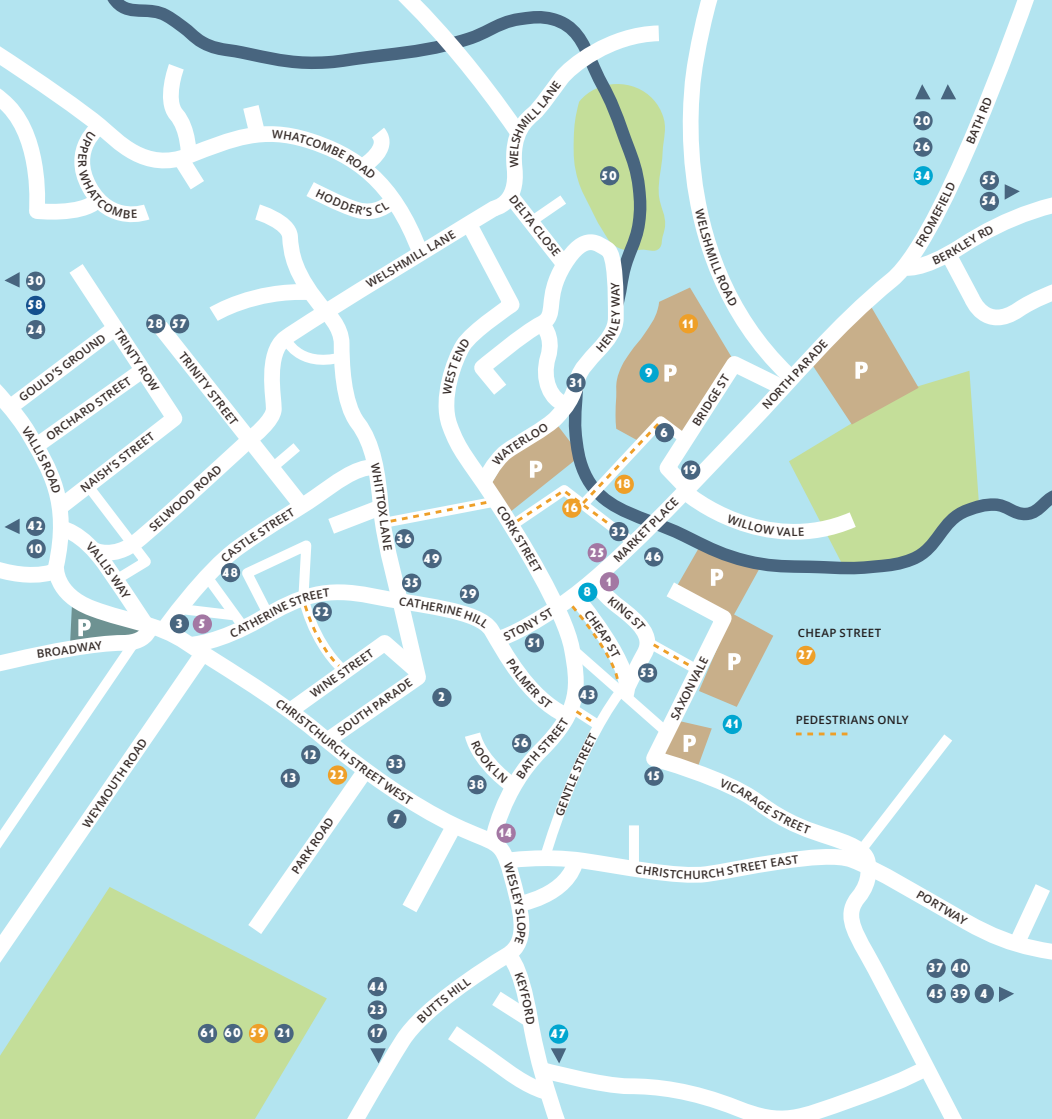 WELSHMILL LANE
BATH RD
20
UPPER WHATCOMBE
WHATCOMBE ROAD
26
50
34
55
HODDER'S CL
54
DELTA CLOSE
FROMEFIELD
WELSHMILL ROAD
BERKLEY RD
WELSHMILL LANE
30
58
HENLEY WAY
24
28 57
11
GOULD'S GROUND
TRINTY ROW
TRINITY STREET
WEST END
NORTH PARADE
9 P
P
31
ORCHARD STREET
BRIDGE ST
6
WATERLOO
VALLIS ROAD
NAISH'S STREET
P
19
SELWOOD ROAD
WHITTOX LANE
18
16
CASTLE STREET
CORK STREET
42
WILLOW VALE
32
MARKET PLACE
36
10
25
46
49
VALLIS WAY
48
P
35
1
29
8
CATHERINE STREET
52
CATHERINE HILL
KING ST
P
3 5
STONY ST
CHEAP ST
CHEAP STREET
51
BROADWAY
27
P
WINE STREET
53
SAXONVALE
PALMER ST
2
43
SOUTH PARADE
PEDESTRIANS ONLY
41
CHRISTCHURCH STREET WEST
56
P
12
ROOK LN
BATH STREET
33
GENTLE STREET
22
13
15
38
WEYMOUTH ROAD
7
VICARAGE STREET
14
PARK ROAD
CHRISTCHURCH STREET EAST
WESLEY SLOPE
PORTWAY
37 40
44
45 39 4
KEYFORD
BUTTS HILL
23
61 60 59 21
17
47